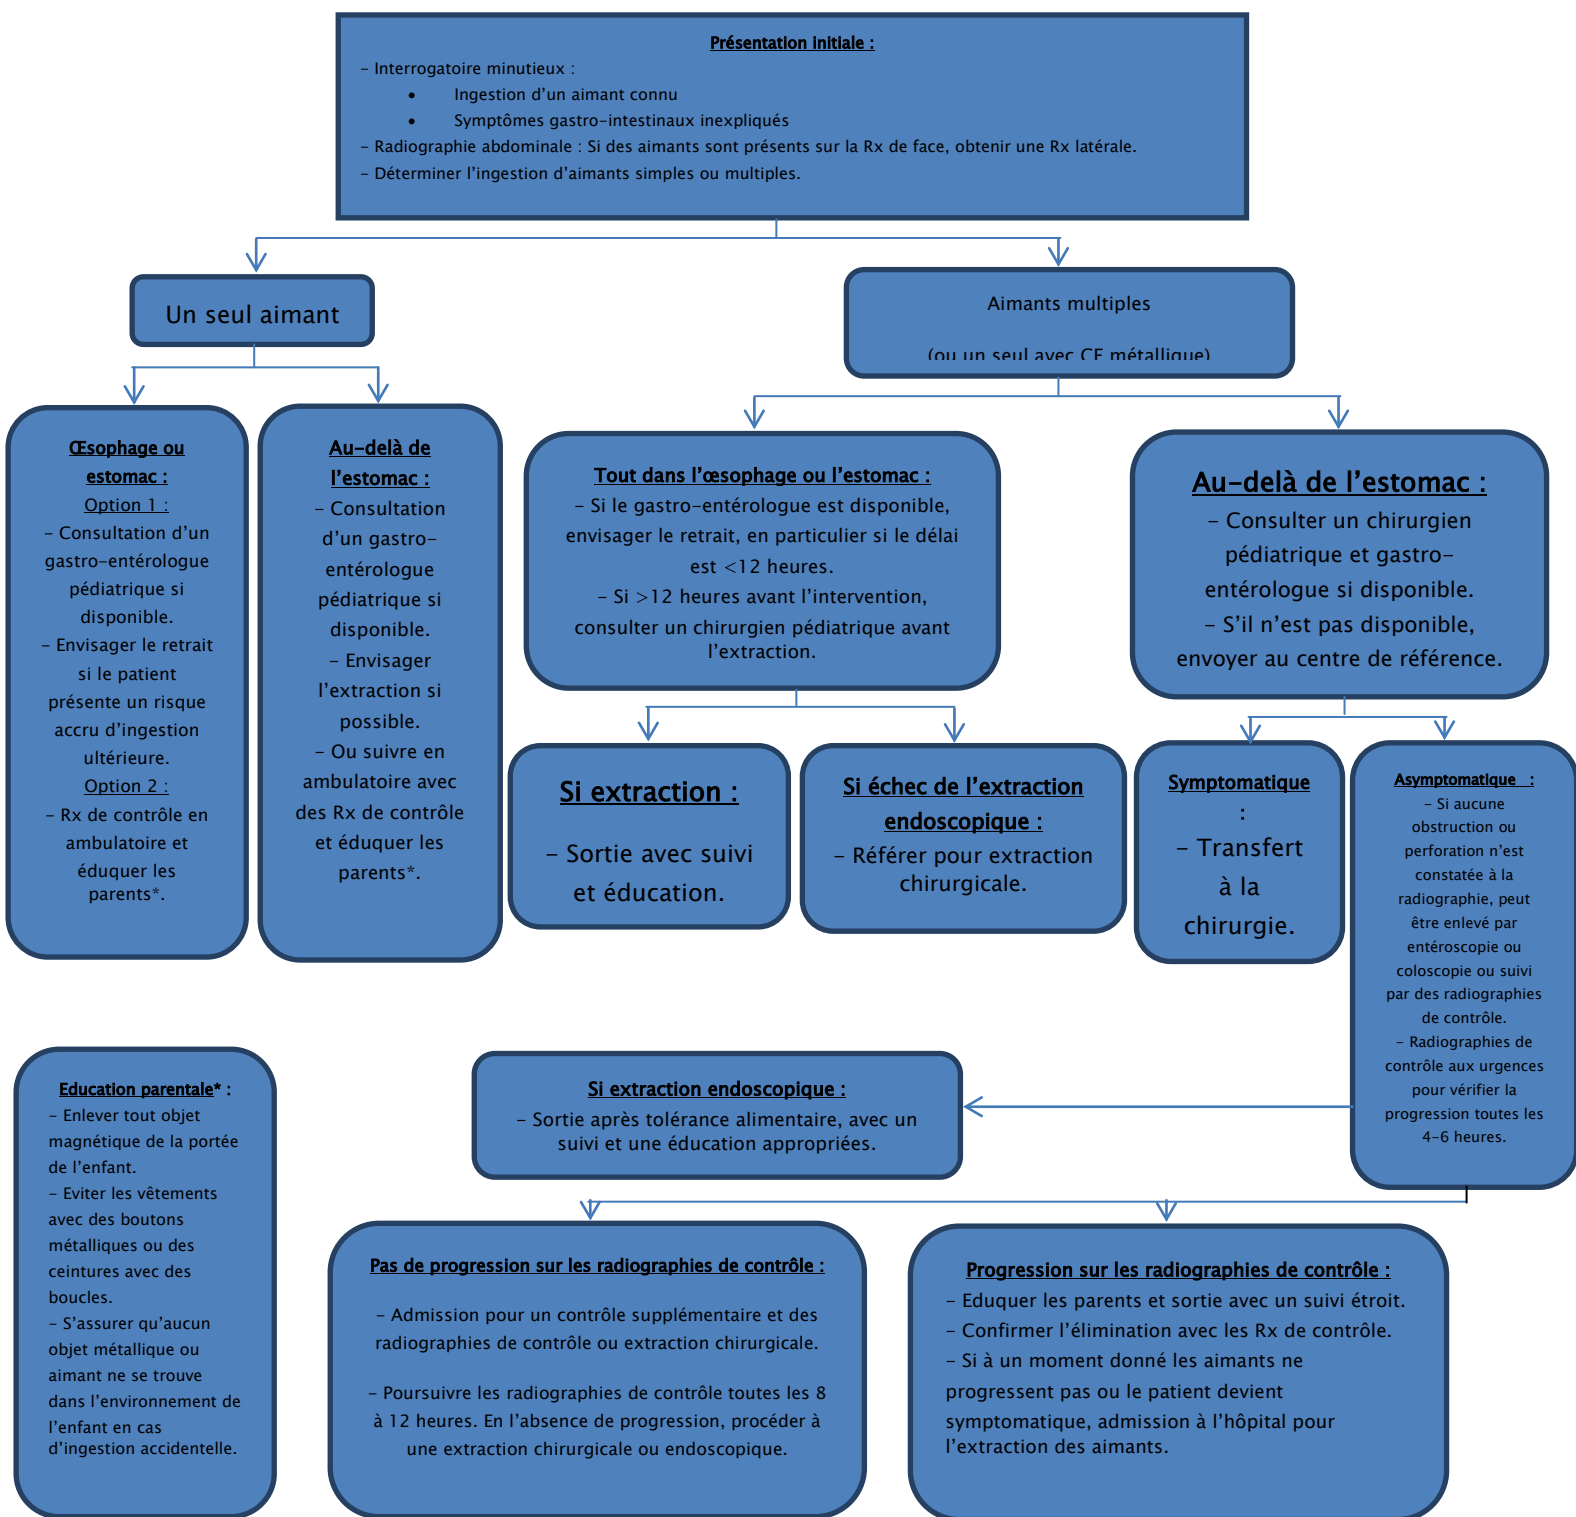 Présentation initiale :
– Interrogatoire minutieux :
• Ingestion d’un aimant connu
• Symptômes gastro-intestinaux inexpliqués
– Radiographie abdominale : Si des aimants sont présents sur la Rx de face, obtenir une Rx latérale.
– Déterminer l’ingestion d’aimants simples ou multiples.
Un seul aimant
Aimants multiples
(ou un seul avec CE métallique)
Œsophage ou
estomac :
Option 1 :
– Consultation d’un
gastro-entérologue
pédiatrique si
disponible.
– Envisager le retrait
si le patient
présente un risque
accru d’ingestion
ultérieure.
Option 2 :
– Rx de contrôle en
ambulatoire et
éduquer les
parents*.
Au-delà de
l’estomac :
– Consultation
d’un gastro-
entérologue
pédiatrique si
disponible.
– Envisager
l’extraction si
possible.
– Ou suivre en
ambulatoire avec
des Rx de contrôle
et éduquer les
parents*.
Tout dans l’œsophage ou l’estomac :
– Si le gastro-entérologue est disponible,
envisager le retrait, en particulier si le délai
est <12 heures.
– Si >12 heures avant l’intervention,
consulter un chirurgien pédiatrique avant
l’extraction.
Au-delà de l’estomac :
– Consulter un chirurgien
pédiatrique et gastro-
entérologue si disponible.
– S’il n’est pas disponible,
envoyer au centre de référence.
Si extraction :
– Sortie avec suivi
et éducation.
Si échec de l’extraction
endoscopique :
– Référer pour extraction
chirurgicale.
Symptomatique
:
– Transfert
à la
chirurgie.
Asymptomatique :
– Si aucune
obstruction ou
perforation n’est
constatée à la
radiographie, peut
être enlevé par
entéroscopie ou
coloscopie ou suivi
par des radiographies
de contrôle.
– Radiographies de
contrôle aux urgences
pour vérifier la
progression toutes les
4-6 heures.
Education parentale* :
– Enlever tout objet
magnétique de la portée
de l’enfant.
– Eviter les vêtements
avec des boutons
métalliques ou des
ceintures avec des
boucles.
– S’assurer qu’aucun
objet métallique ou
aimant ne se trouve
dans l’environnement de
l’enfant en cas
d’ingestion accidentelle.
Si extraction endoscopique :
– Sortie après tolérance alimentaire, avec un
suivi et une éducation appropriées.
Pas de progression sur les radiographies de contrôle :
– Admission pour un contrôle supplémentaire et des
radiographies de contrôle ou extraction chirurgicale.
– Poursuivre les radiographies de contrôle toutes les 8
à 12 heures. En l’absence de progression, procéder à
une extraction chirurgicale ou endoscopique.
Progression sur les radiographies de contrôle :
– Eduquer les parents et sortie avec un suivi étroit.
– Confirmer l’élimination avec les Rx de contrôle.
– Si à un moment donné les aimants ne
progressent pas ou le patient devient
symptomatique, admission à l’hôpital pour
l’extraction des aimants.